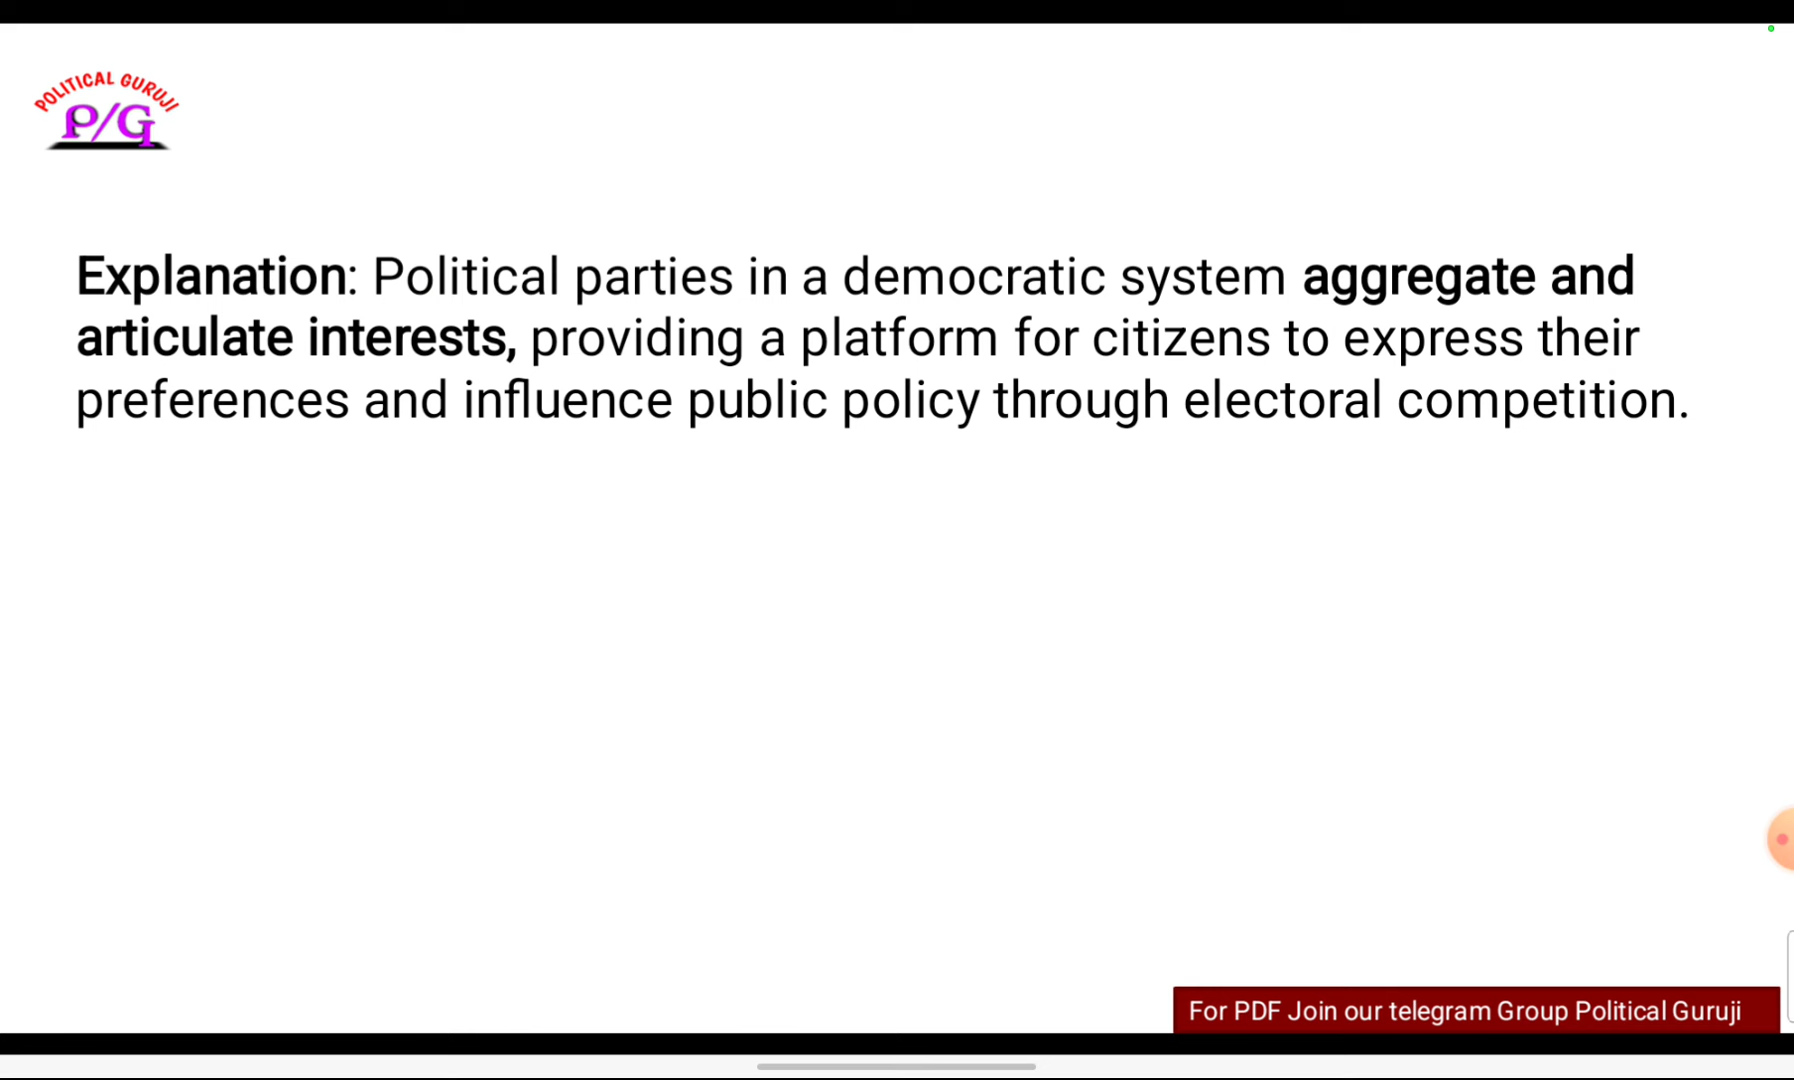 POLITICAL GURUJI
P/G
Explanation: Political parties in a democratic system aggregate and
articulate interests, providing a platform for citizens to express their
preferences and influence public policy through electoral competition.
For PDF Join our telegram Group Political Guruji